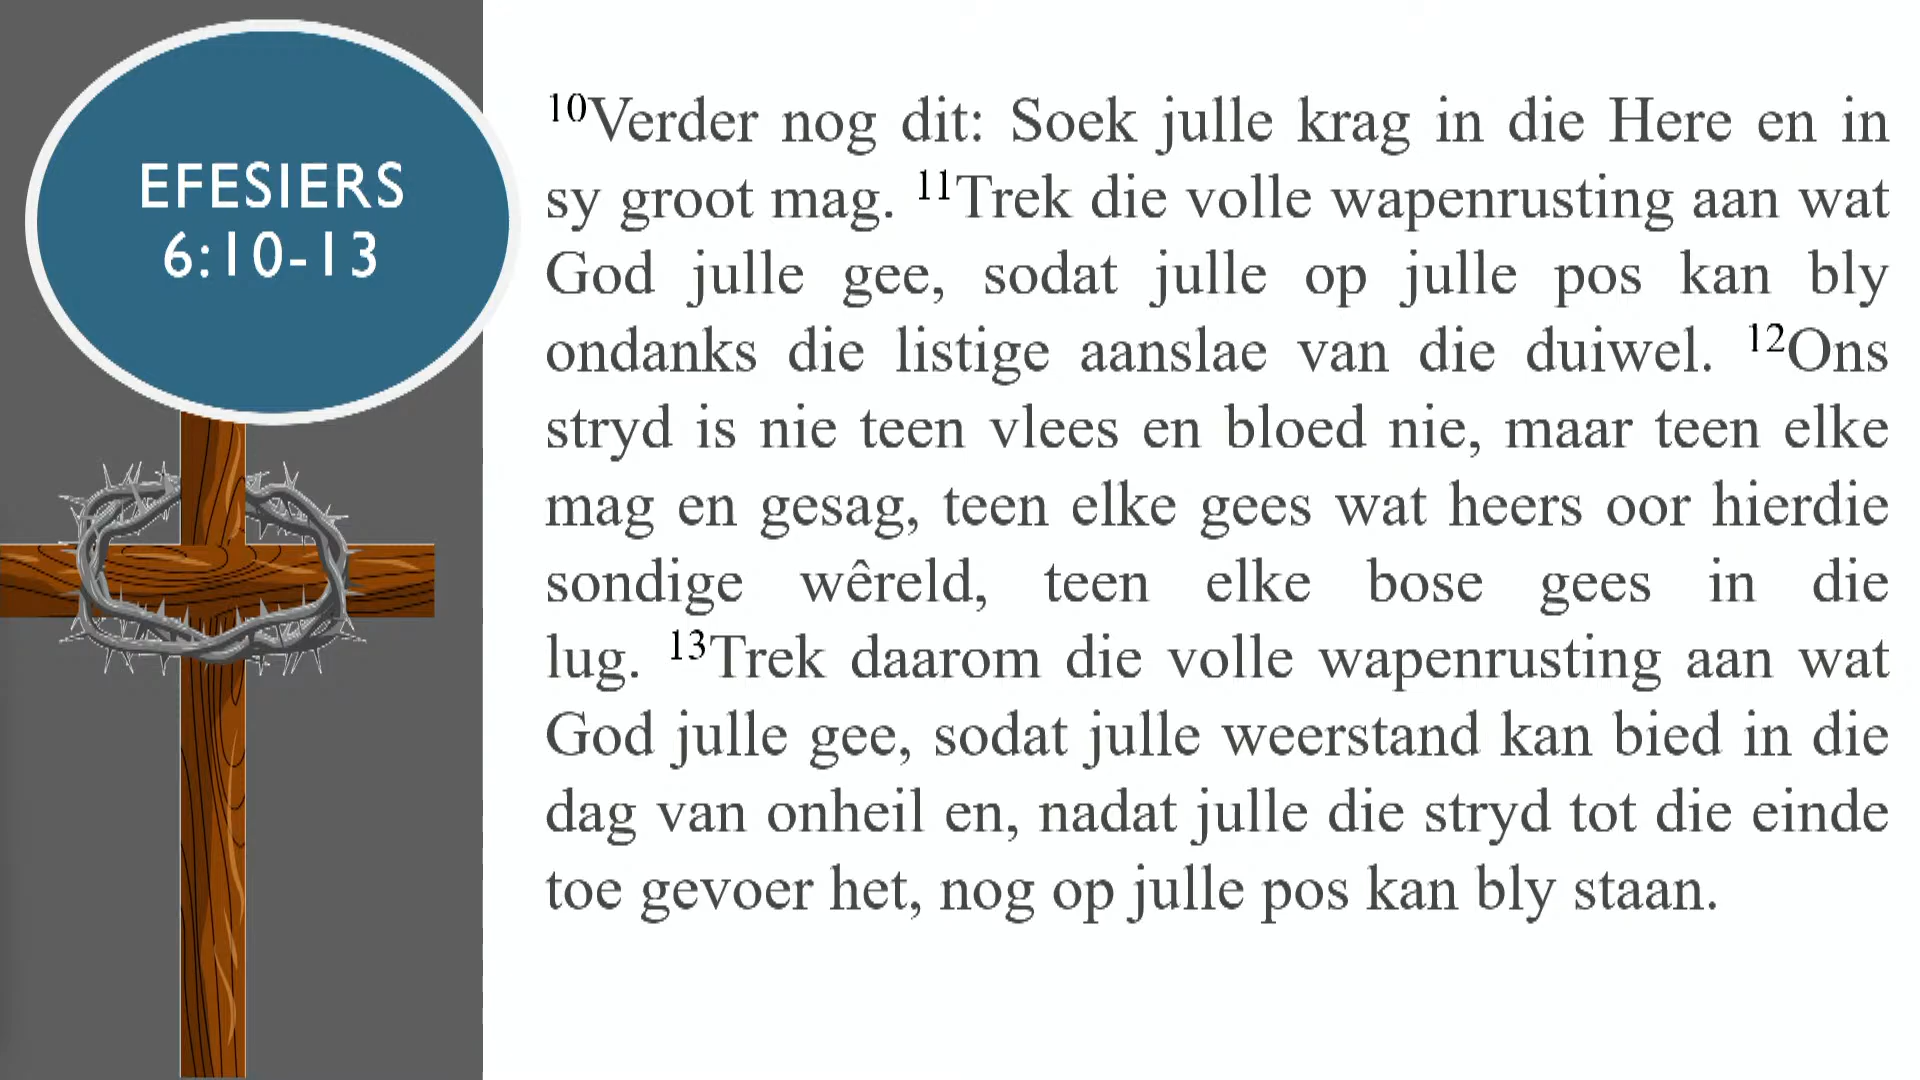 EFESIERS
6:10-13
¹⁰Verder nog dit: Soek julle krag in die Here en in
sy groot mag. ¹¹Trek die volle wapenrusting aan wat
God julle gee, sodat julle op julle pos kan bly
ondanks die listige aanslae van die duiwel. ¹²Ons
stryd is nie teen vlees en bloed nie, maar teen elke
mag en gesag, teen elke gees wat heers oor hierdie
sondige wêreld, teen elke bose gees in die
lug. ¹³Trek daarom die volle wapenrusting aan wat
God julle gee, sodat julle weerstand kan bied in die
dag van onheil en, nadat julle die stryd tot die einde
toe gevoer het, nog op julle pos kan bly staan.